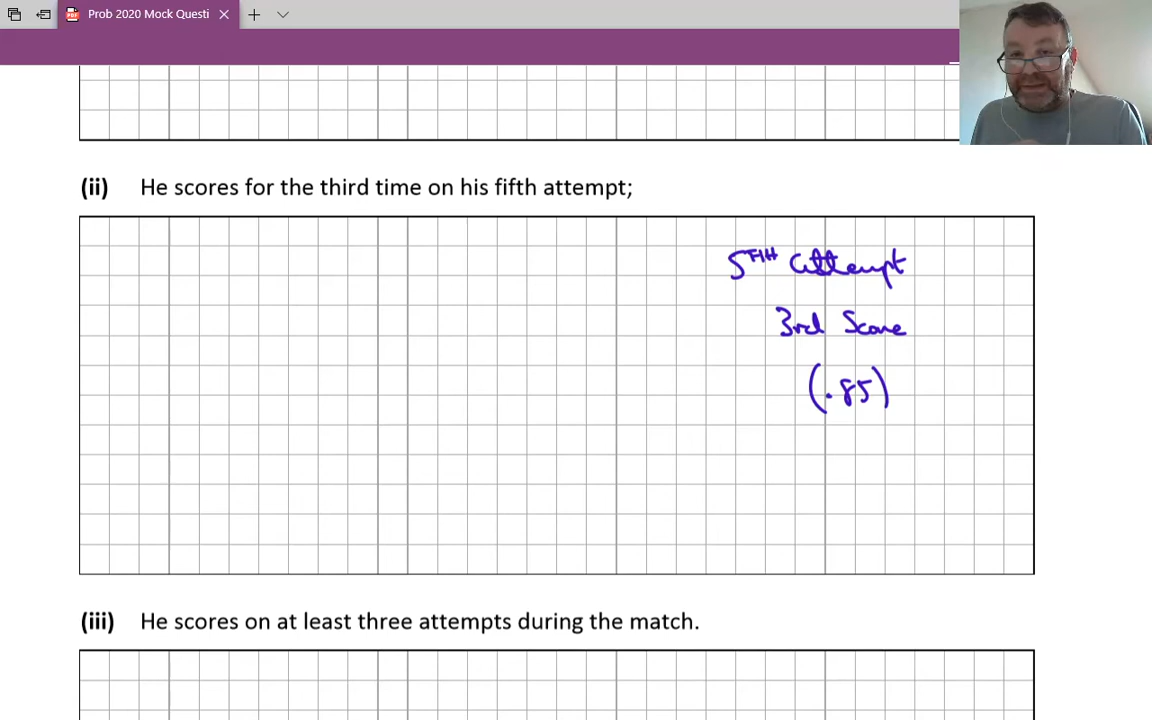 Prob 2020 Mock Questi
(ii) He scores for the third time on his fifth attempt;
5TH attempt
3rd Score
(.85)
(iii) He scores on at least three attempts during the match.